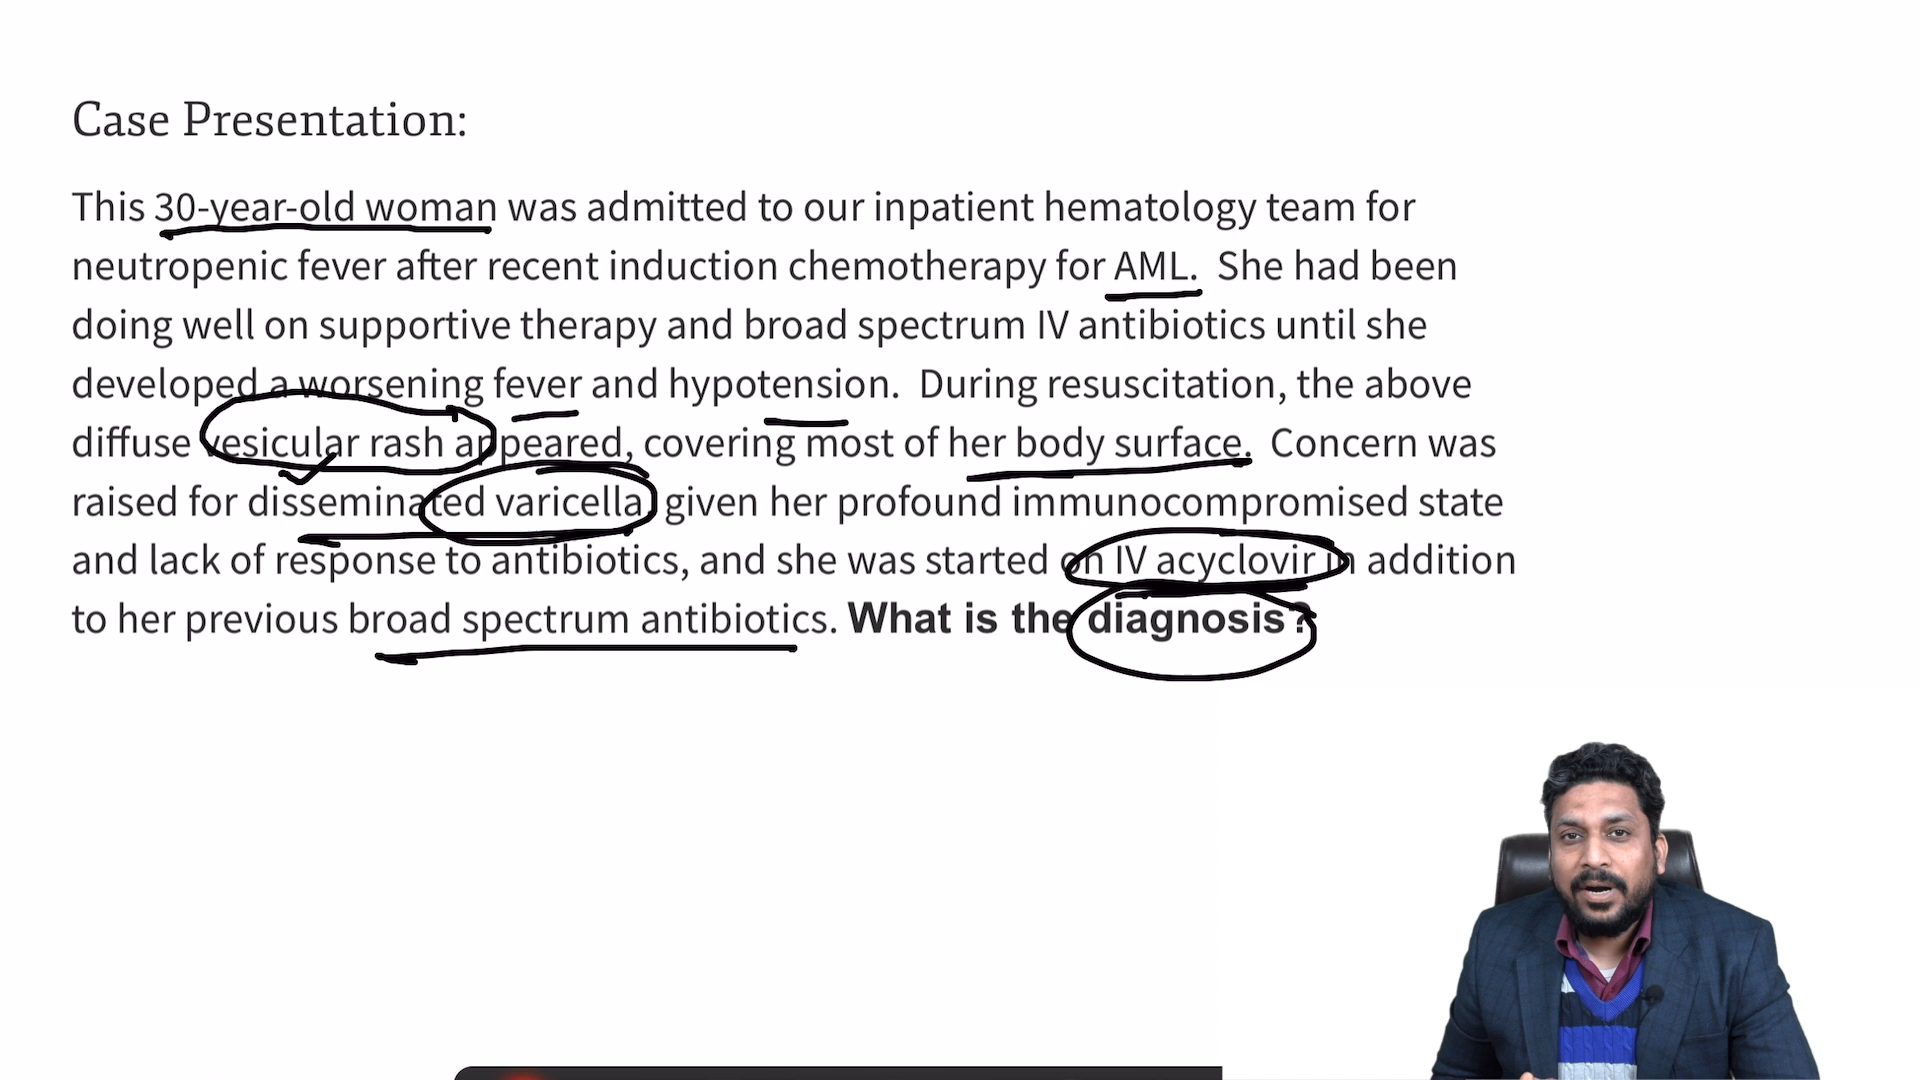 Case Presentation:
This 30-year-old woman was admitted to our inpatient hematology team for
neutropenic fever after recent induction chemotherapy for AML. She had been
doing well on supportive therapy and broad spectrum IV antibiotics until she
developed a worsening fever and hypotension. During resuscitation, the above
diffuse vesicular rash appeared, covering most of her body surface. Concern was
raised for disseminated varicella, given her profound immunocompromised state
and lack of response to antibiotics, and she was started on IV acyclovir in addition
to her previous broad spectrum antibiotics. What is the diagnosis?